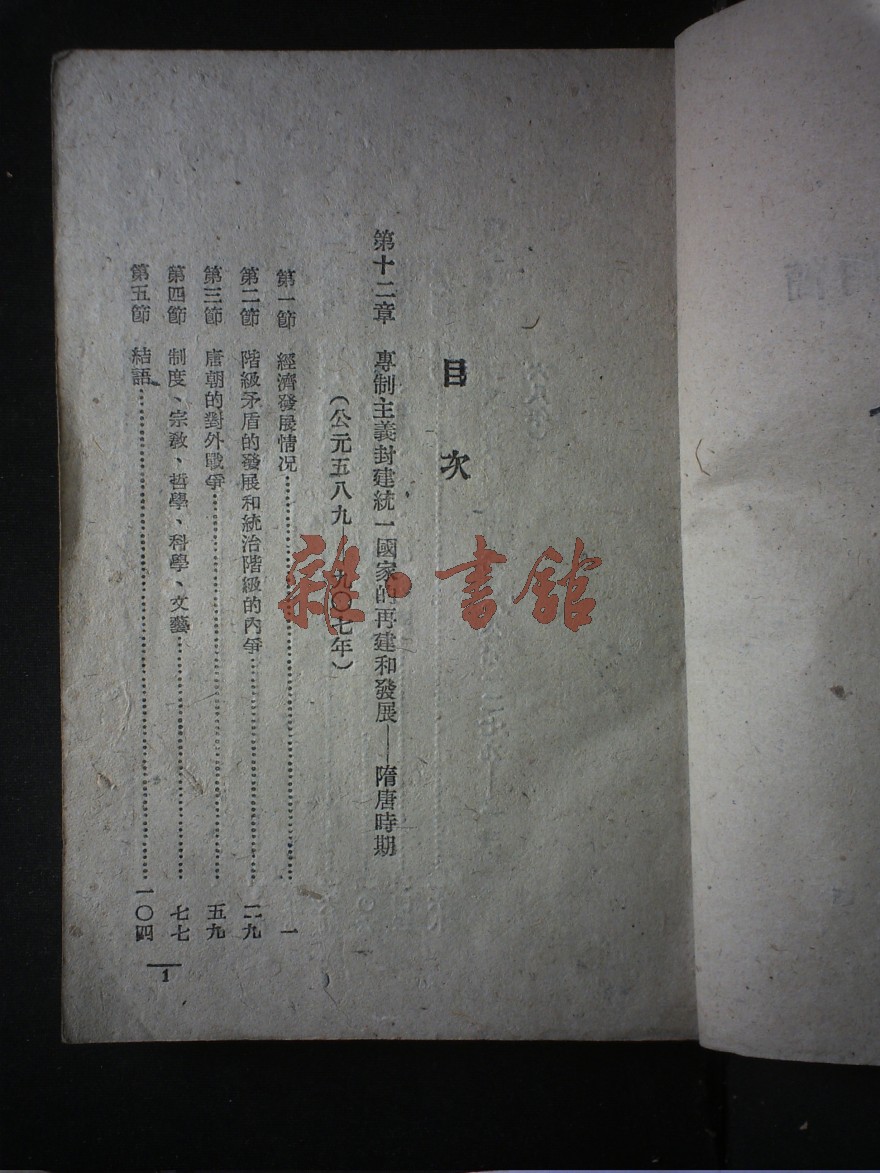 目次
第十二章 專制主義封建統一國家的再建和發展——隋唐時期
（公元五八九——九〇七年）
第一節 經濟發展情况…………一
第二節 階級矛盾的發展和統治階級的內爭…………二九
第三節 唐朝的對外戰爭…………五九
第四節 制度、宗敎、哲學、科學、文藝…………七七
第五節 結語…………一〇四
1
雜·書館